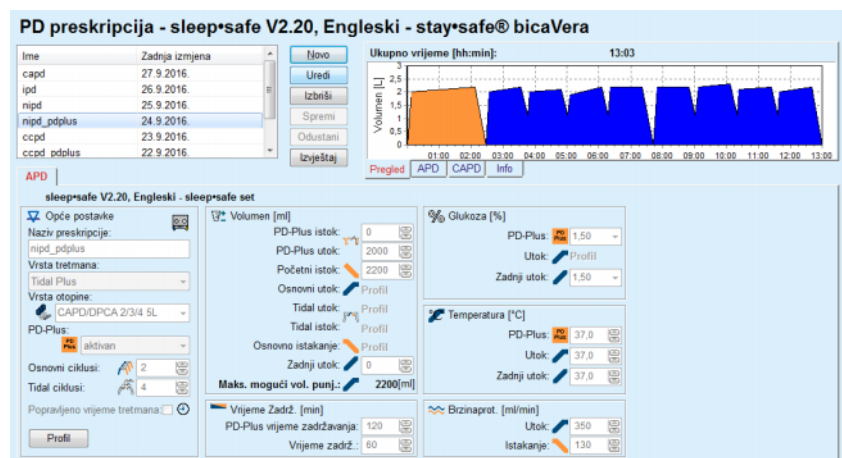 PD preskripcija - sleep•safe V2.20, Engleski - stay•safe® bicaVera
Ime Zadnja izmjena
capd 27.9.2016.
ipd 26.9.2016.
nipd 25.9.2016.
nipd_pdplus 24.9.2016.
ccpd 23.9.2016.
ccpd_pdplus 22.9.2016.
Novo
Uredi
Izbriši
Spremi
Odustani
Izvještaj
Ukupno vrijeme [hh:min]: 13:03
Volumen [L]
3
2,5
2
1,5
1
0,5
0
01:00 02:00 03:00 04:00 05:00 06:00 07:00 08:00 09:00 10:00 11:00 12:00 13:00
Pregled APD CAPD Info
APD
sleep•safe V2.20, Engleski - sleep•safe set
Opće postavke
Naziv preskripcije:
nipd_pdplus
Vrsta tretmana:
Tidal Plus
Vrsta otopine:
CAPD/DPCA 2/3/4 5L
PD-Plus:
PD Plus aktivan
Osnovni ciklusi: 2
Tidal ciklusi: 4
Popravljeno vrijeme tretmana:
Profil
Volumen [ml]
PD-Plus istok: 0
PD-Plus utok: 2000
Početni istok: 2200
Osnovni utok: Profil
Tidal utok: Profil
Tidal istok: Profil
Osnovno istakanje: Profil
Zadnji utok: 0
Maks. mogući vol. punj.: 2200[ml]
Vrijeme Zadrž. [min]
PD-Plus vrijeme zadržavanja: 120
Vrijeme zadrž.: 60
Glukoza [%]
PD-Plus: PD Plus 1,50
Utok: Profil
Zadnji utok: 1,50
Temperatura [°C]
PD-Plus: PD Plus 37,0
Utok: 37,0
Zadnji utok: 37,0
Brzinaprot. [ml/min]
Utok: 350
Istakanje: 130